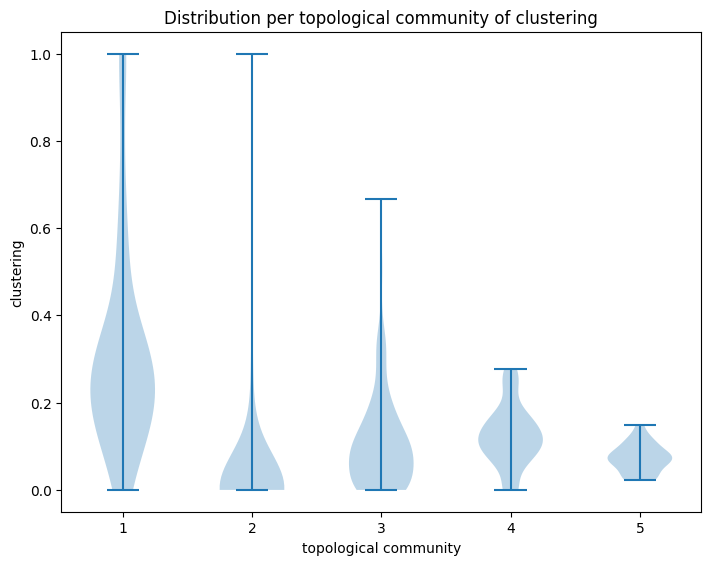 Distribution per topological community of clustering
1.0
0.8
0.6
0.4
0.2
0.0
clustering
1 2 3 4 5
topological community